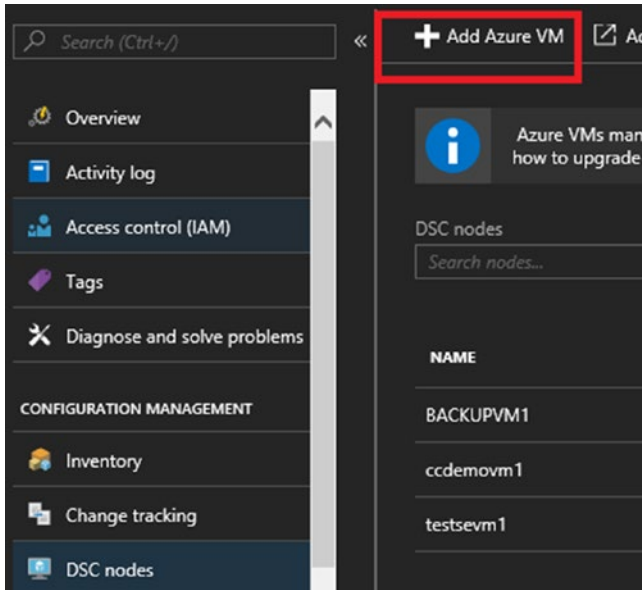 Search (Ctrl+/)
«
Overview
Activity log
Access control (IAM)
Tags
Diagnose and solve problems
CONFIGURATION MANAGEMENT
Inventory
Change tracking
DSC nodes
+ Add Azure VM
Azure VMs man
how to upgrade
DSC nodes
Search nodes...
NAME
BACKUPVM1
ccdemovm1
testsevm1